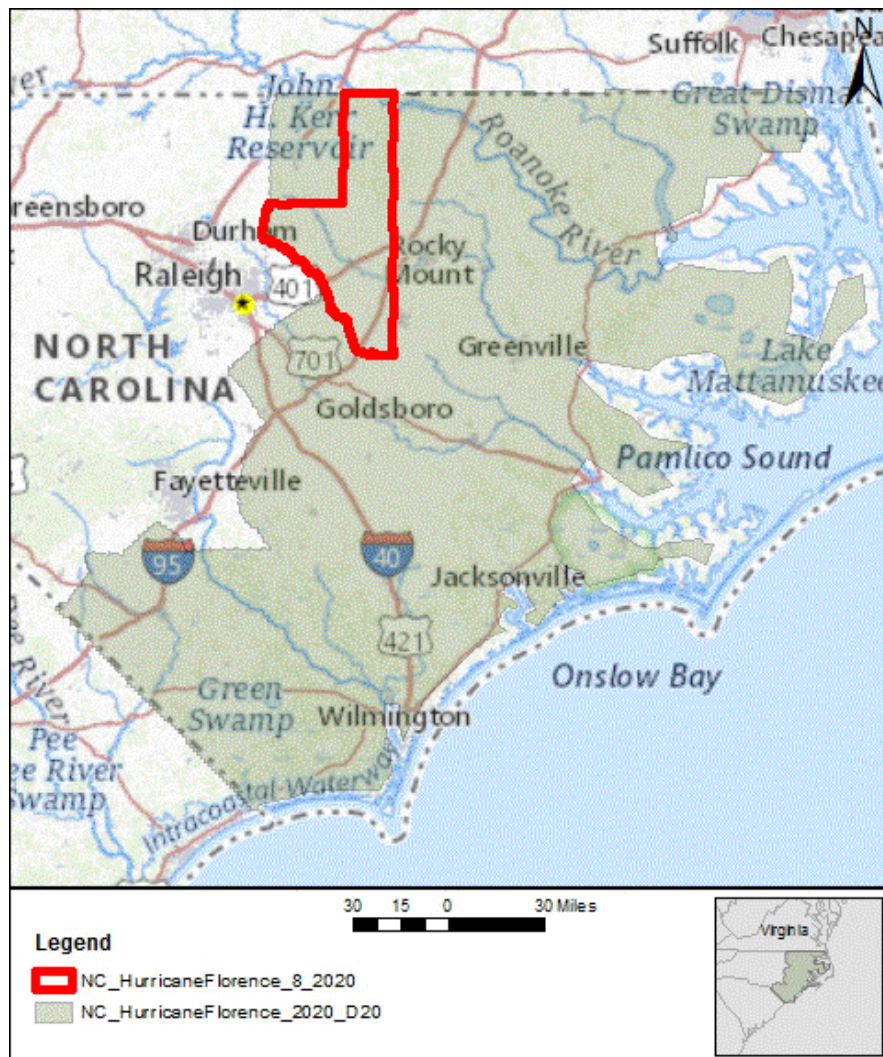 N
Suffolk
Chesa
John
H. Kerr
Reservoir
Great Dismal
Swamp
Roanoke
River
reensboro
Durham
Raleigh
401
Rocky
Mount
NORTH
CAROLINA
701
Greenville
Lake
Mattamuskee
Goldsboro
Pamlico Sound
Fayetteville
95
40
Jacksonville
421
Onslow Bay
Green
Swamp
Wilmington
River
Pee
ee River
Swamp
Intracoastal Waterway
30 15 0 30 Miles
Legend
NC_HurricaneFlorence_8_2020
NC_HurricaneFlorence_2020_D20
Virginia